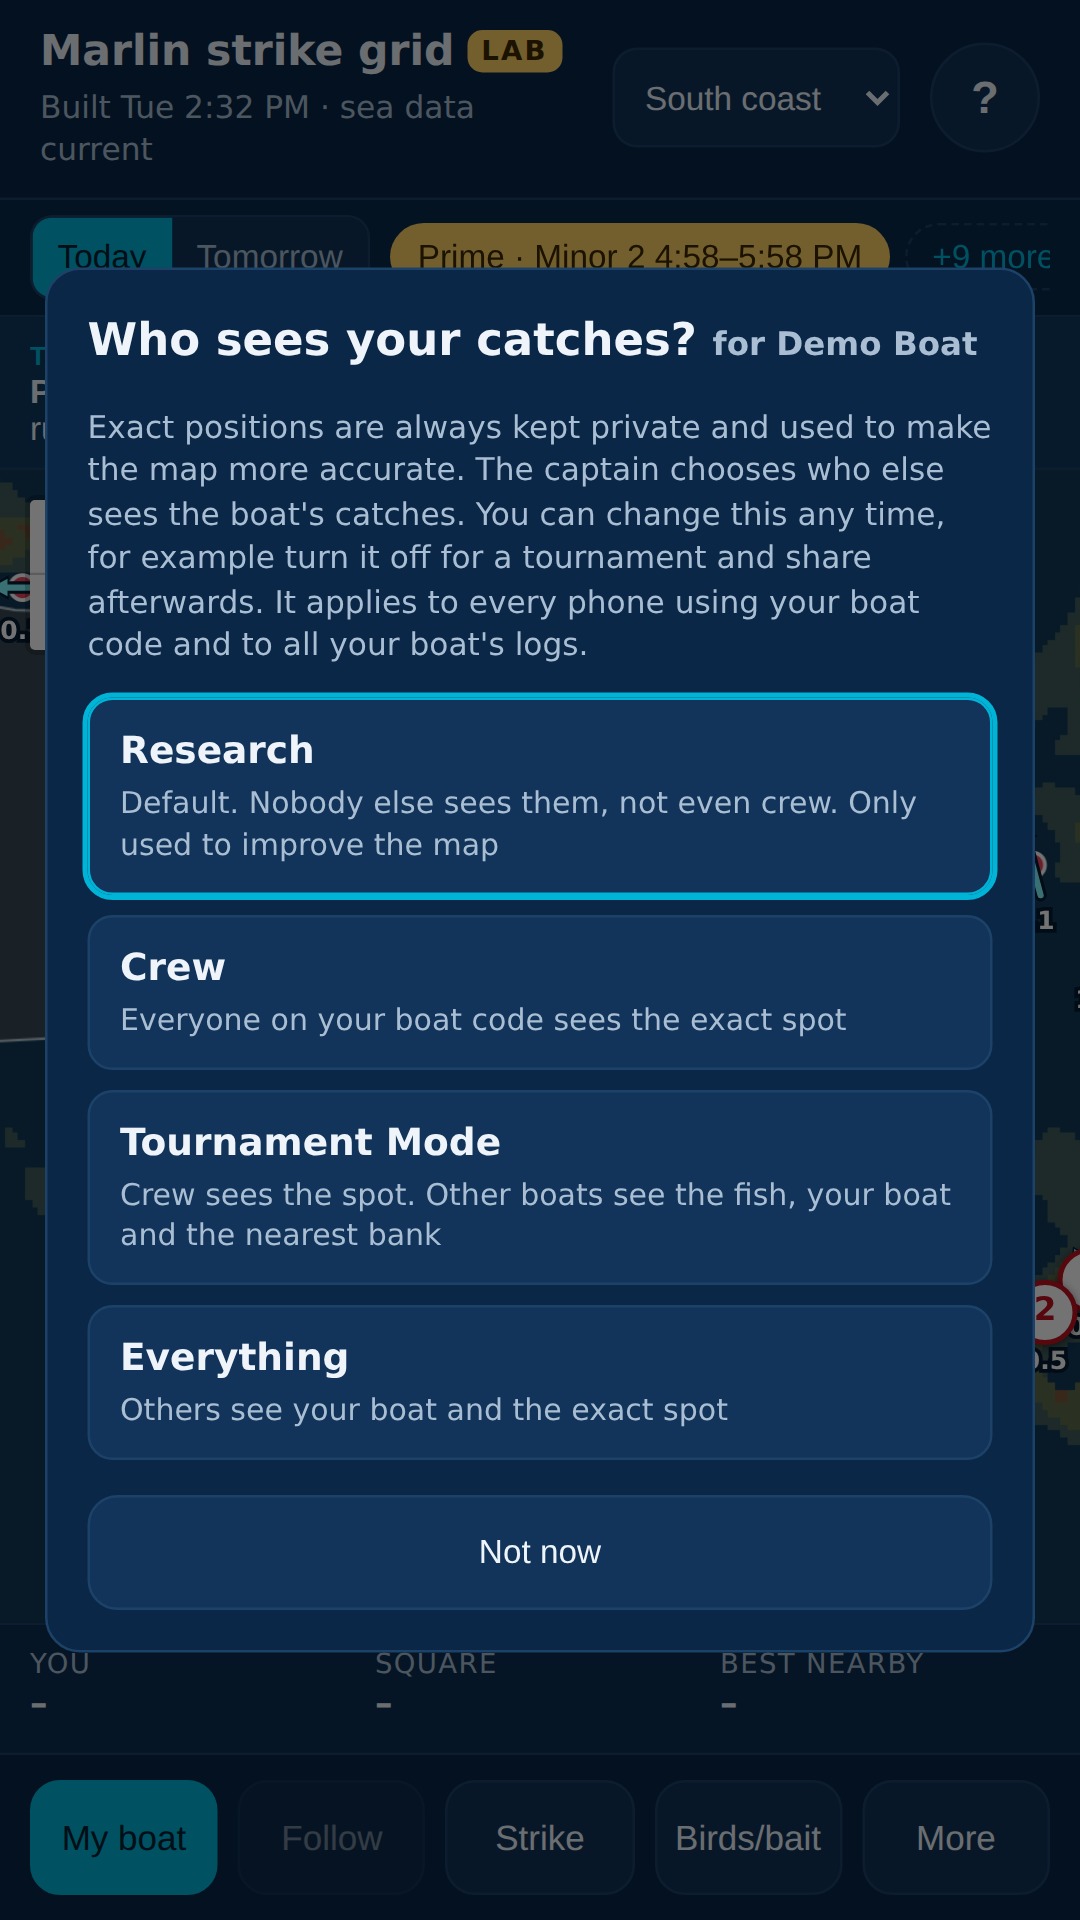 Marlin strike grid LAB
Built Tue 2:32 PM · sea data
current
South coast
?
Today
Tomorrow
Prime · Minor 2 4:58–5:58 PM
+9 more
Who sees your catches? for Demo Boat
Exact positions are always kept private and used to make
the map more accurate. The captain chooses who else
sees the boat's catches. You can change this any time,
for example turn it off for a tournament and share
afterwards. It applies to every phone using your boat
code and to all your boat's logs.
Research
Default. Nobody else sees them, not even crew. Only
used to improve the map
Crew
Everyone on your boat code sees the exact spot
Tournament Mode
Crew sees the spot. Other boats see the fish, your boat
and the nearest bank
Everything
Others see your boat and the exact spot
Not now
1
2
0.5
YOU
–
SQUARE
–
BEST NEARBY
–
My boat
Follow
Strike
Birds/bait
More